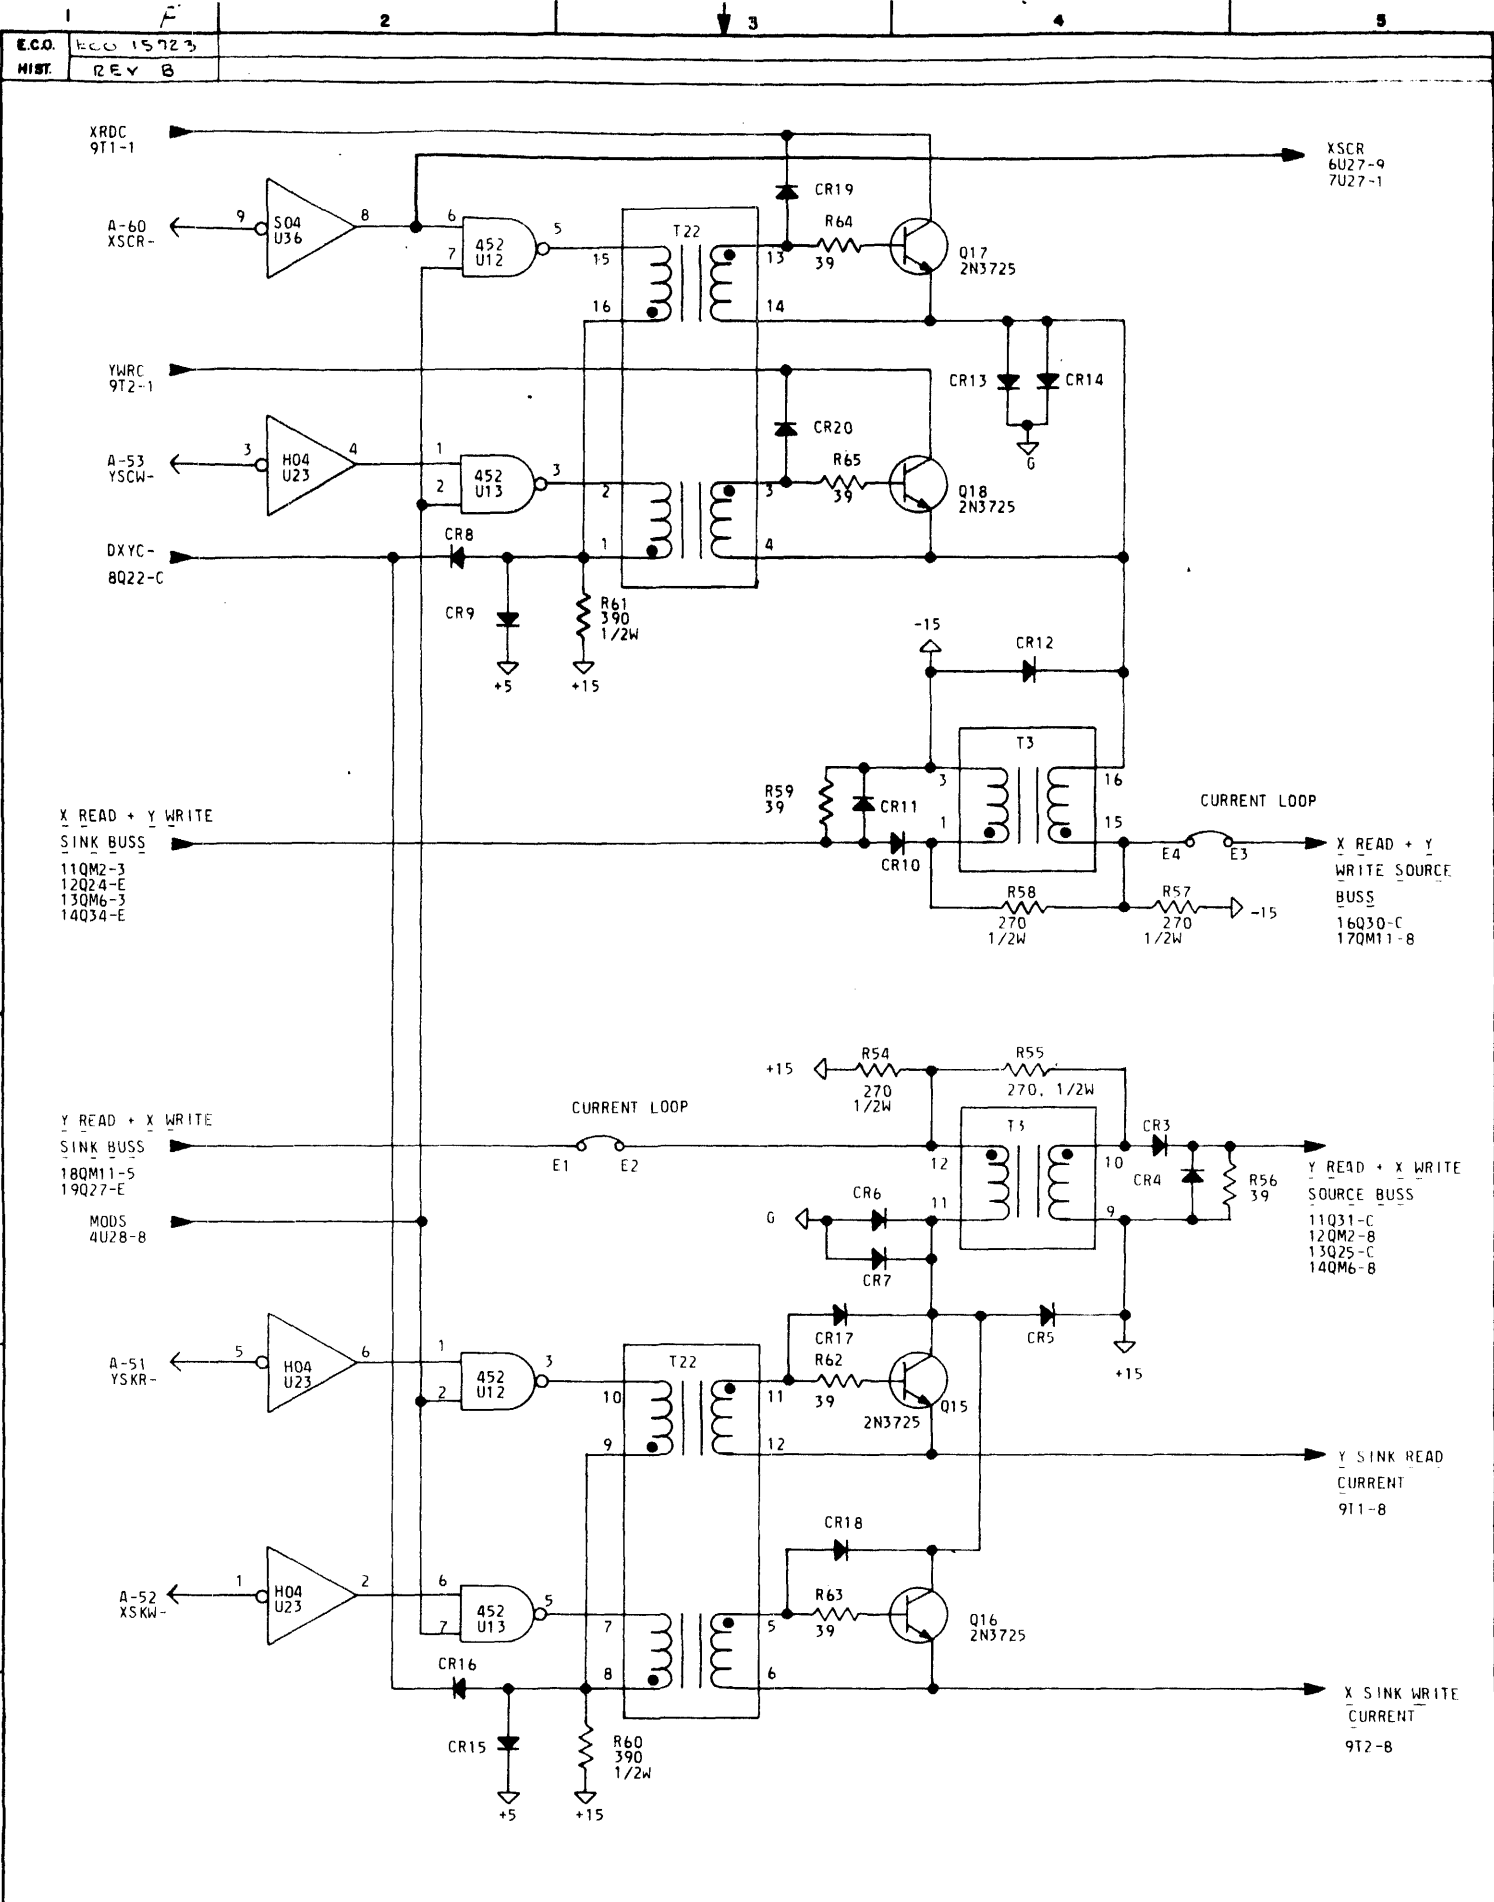 1 F 2 3 4 5
E.C.O. ECO 15723
HIST. REV B
XRDC
9T1-1
XSCR
6U27-9
7U27-1
CR19
A-60
XSCR-
9
S04
U36
8
6
7
452
U12
5
15
16
T22
13
14
R64
39
Q17
2N3725
YWRC
9T2-1
CR13
CR14
G
CR20
A-53
YSCW-
3
H04
U23
4
1
2
452
U13
3
2
1
3
4
R65
39
Q18
2N3725
DXYC-
8Q22-C
CR8
CR9
R61
390
1/2W
+5
+15
-15
CR12
T3
3
16
1
15
R59
39
CR11
CR10
CURRENT LOOP
E4
E3
X READ + Y WRITE
SINK BUSS
11QM2-3
12Q24-E
13QM6-3
14Q34-E
X READ + Y
WRITE SOURCE
BUSS
16Q30-C
17QM11-8
R58
270
1/2W
R57
270
1/2W
-15
+15
R54
270
1/2W
R55
270, 1/2W
Y READ + X WRITE
SINK BUSS
18QM11-5
19Q27-E
CURRENT LOOP
E1
E2
T3
12
10
11
9
CR3
CR4
R56
39
Y READ + X WRITE
SOURCE BUSS
11Q31-C
12QM2-8
13Q25-C
14QM6-8
MODS
4U28-8
G
CR6
CR7
CR17
CR5
+15
A-51
YSKR-
5
H04
U23
6
1
2
452
U12
3
10
9
T22
11
12
R62
39
2N3725
Q15
Y SINK READ
CURRENT
9T1-8
CR18
A-52
XSKW-
1
H04
U23
2
6
7
452
U13
5
7
8
5
6
R63
39
Q16
2N3725
X SINK WRITE
CURRENT
9T2-8
CR16
CR15
R60
390
1/2W
+5
+15